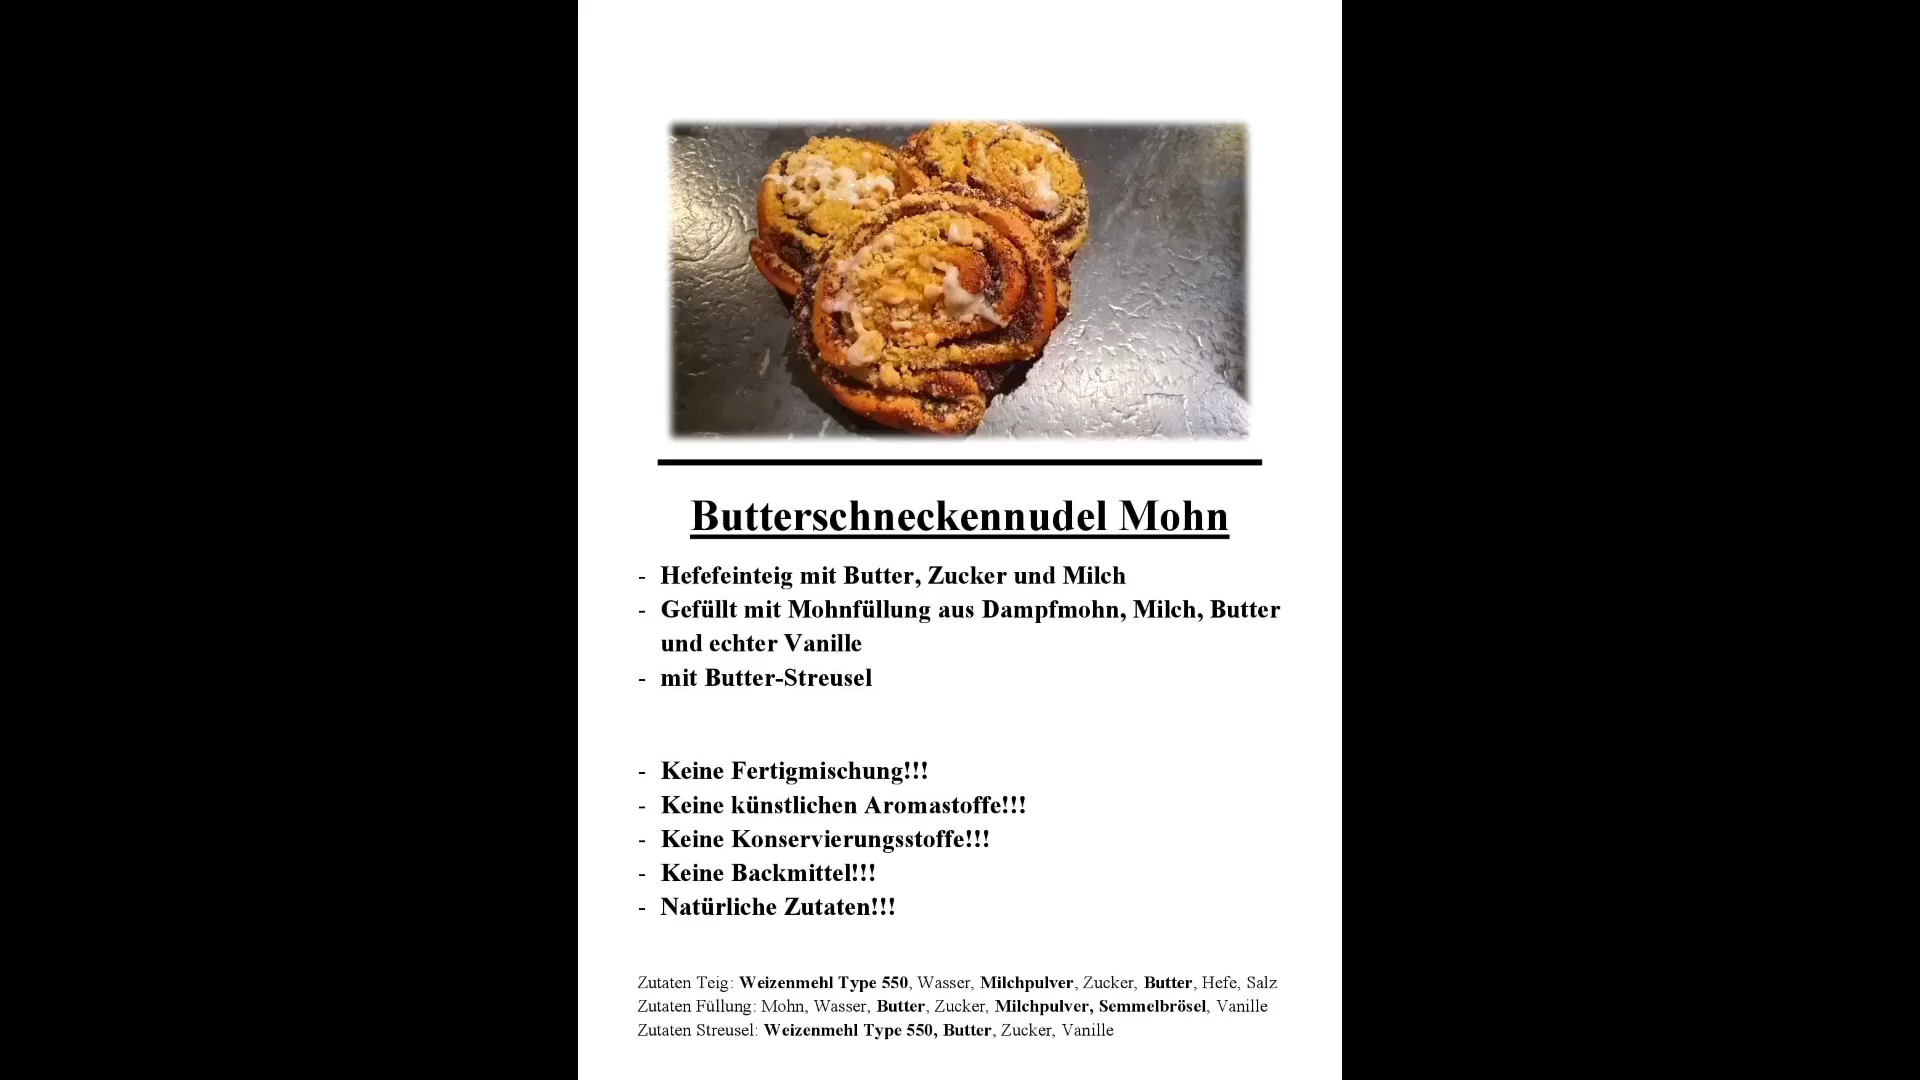 Butterschneckennudel Mohn
- Hefefeinteig mit Butter, Zucker und Milch
- Gefüllt mit Mohnfüllung aus Dampfmohn, Milch, Butter
und echter Vanille
- mit Butter-Streusel
- Keine Fertigmischung!!!
- Keine künstlichen Aromastoffe!!!
- Keine Konservierungsstoffe!!!
- Keine Backmittel!!!
- Natürliche Zutaten!!!
Zutaten Teig: Weizenmehl Type 550, Wasser, Milchpulver, Zucker, Butter, Hefe, Salz
Zutaten Füllung: Mohn, Wasser, Butter, Zucker, Milchpulver, Semmelbrösel, Vanille
Zutaten Streusel: Weizenmehl Type 550, Butter, Zucker, Vanille